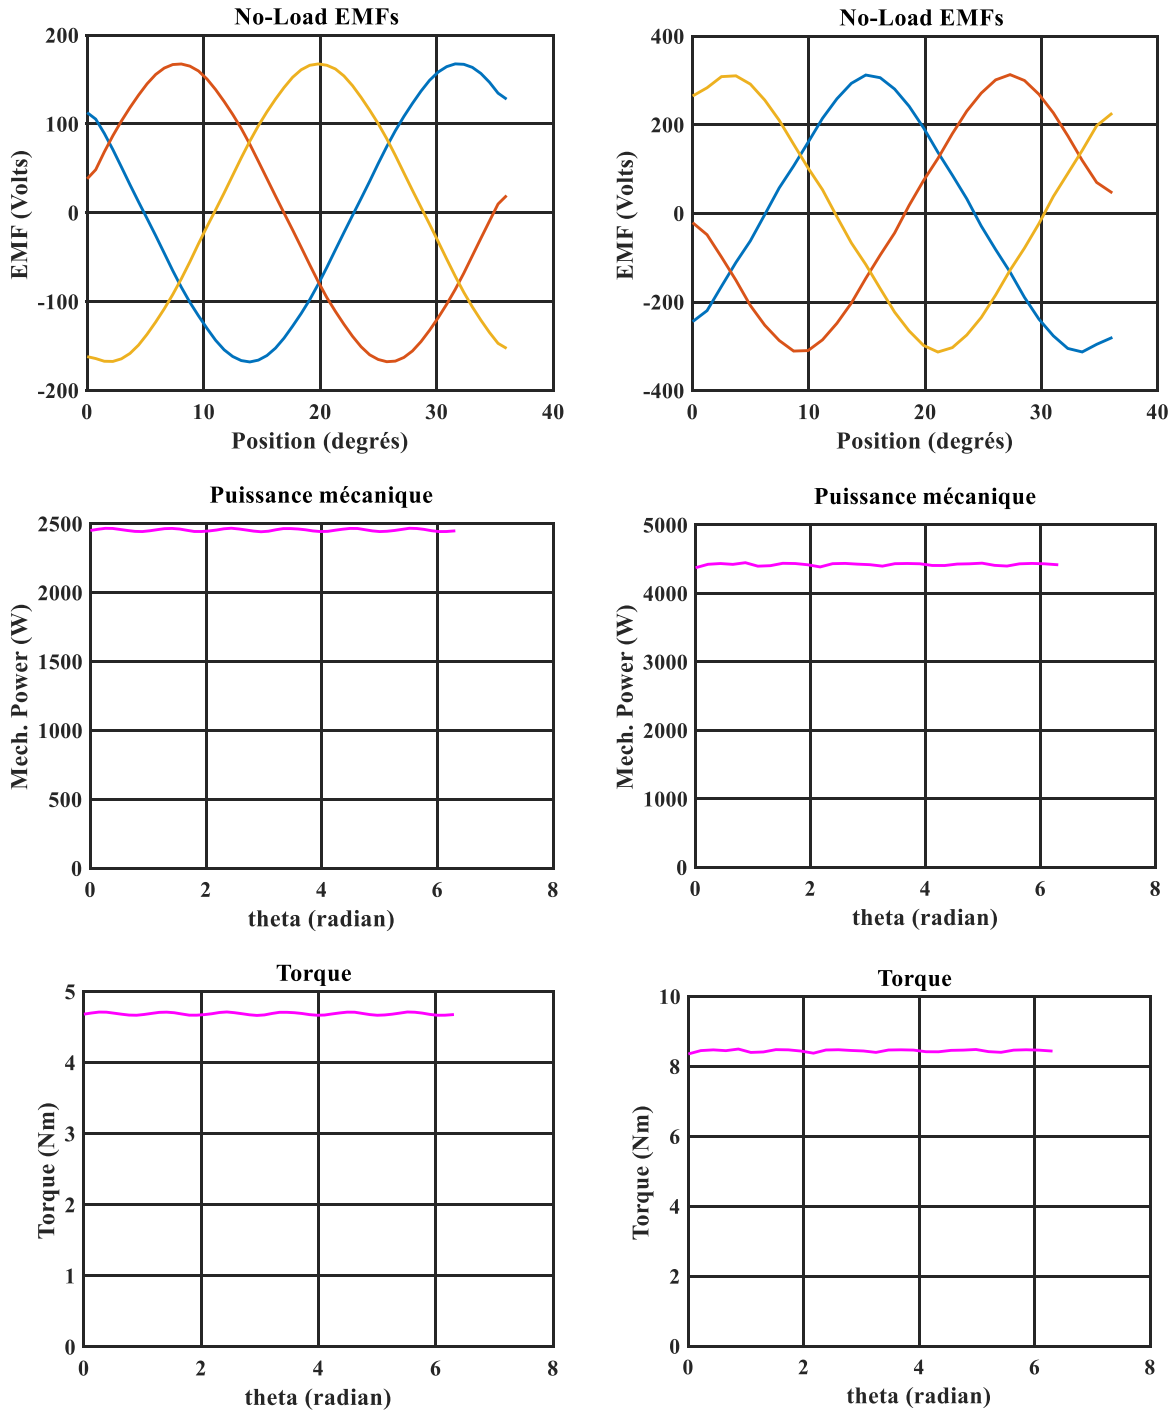 No-Load EMFs
EMF (Volts)
200
100
0
-100
-200
0 10 20 30 40
Position (degrés)
No-Load EMFs
EMF (Volts)
400
200
0
-200
-400
0 10 20 30 40
Position (degrés)
Puissance mécanique
Mech. Power (W)
2500
2000
1500
1000
500
0
0 2 4 6 8
theta (radian)
Puissance mécanique
Mech. Power (W)
5000
4000
3000
2000
1000
0
0 2 4 6 8
theta (radian)
Torque
Torque (Nm)
5
4
3
2
1
0
0 2 4 6 8
theta (radian)
Torque
Torque (Nm)
10
8
6
4
2
0
0 2 4 6 8
theta (radian)